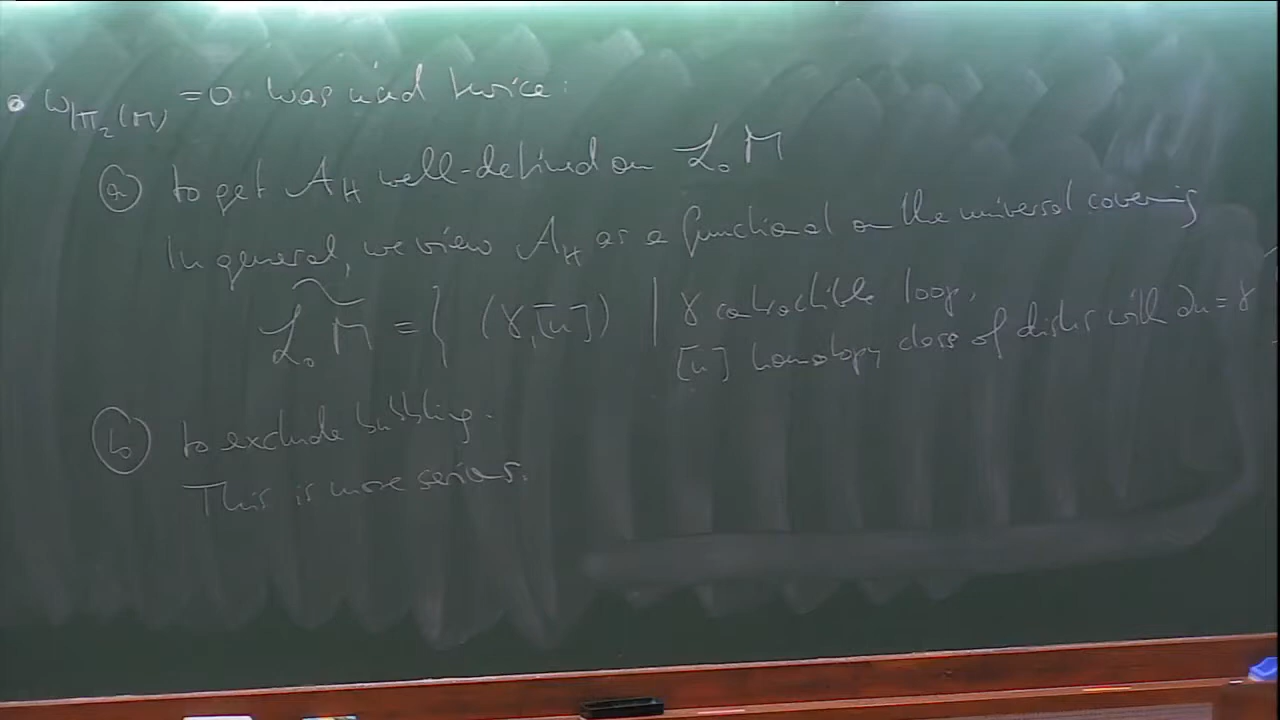 • ω|π₂(M) = 0 was used twice:
ⓐ to get A_H well-defined on L₀M
In general, we view A_H as a functional on the universal covering
L̃₀M = { (γ,[u]) | γ contractible loop,
[u] homotopy class of disks with ∂u = γ
ⓑ to exclude bubbling.
This is more serious.